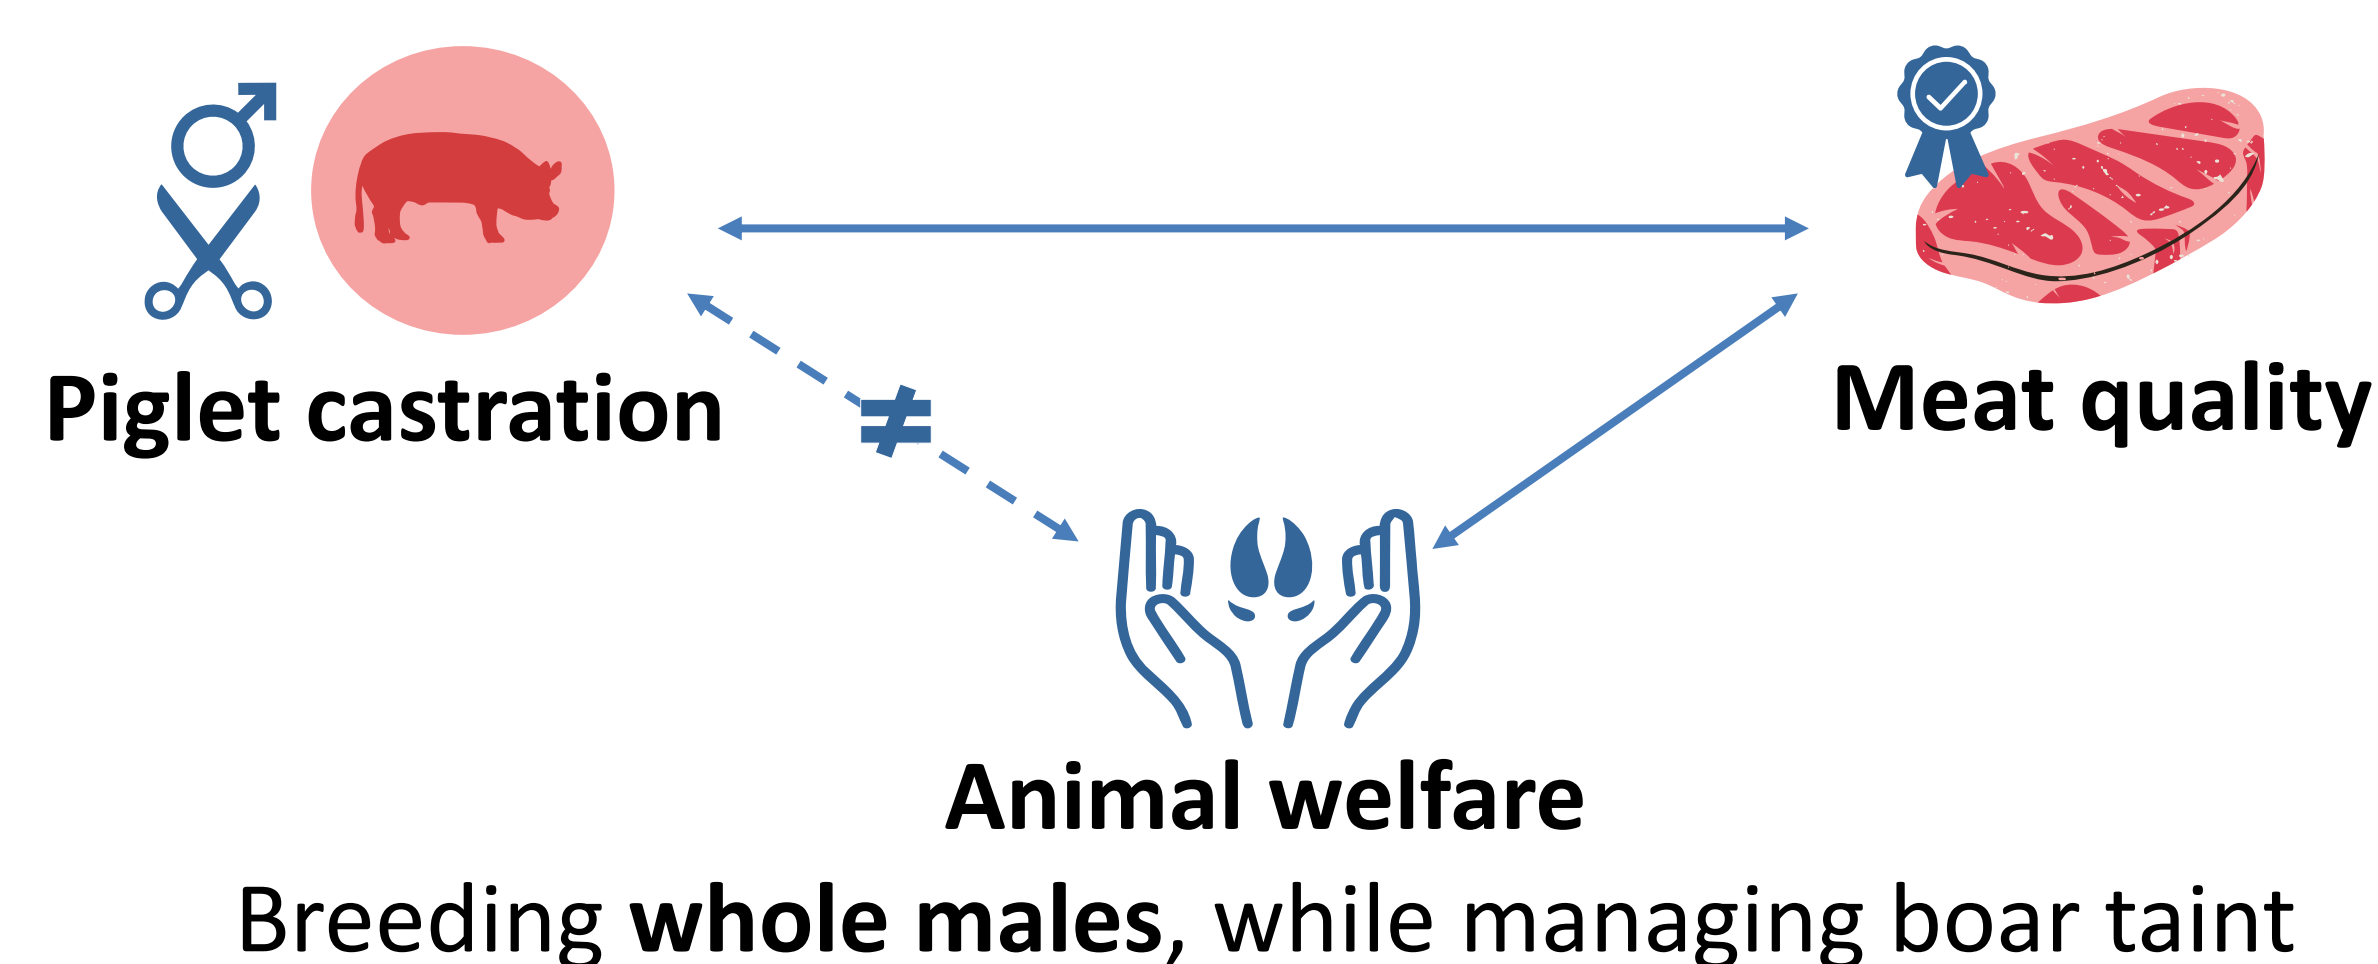 Piglet castration
Meat quality
≠
Animal welfare
Breeding whole males, while managing boar taint